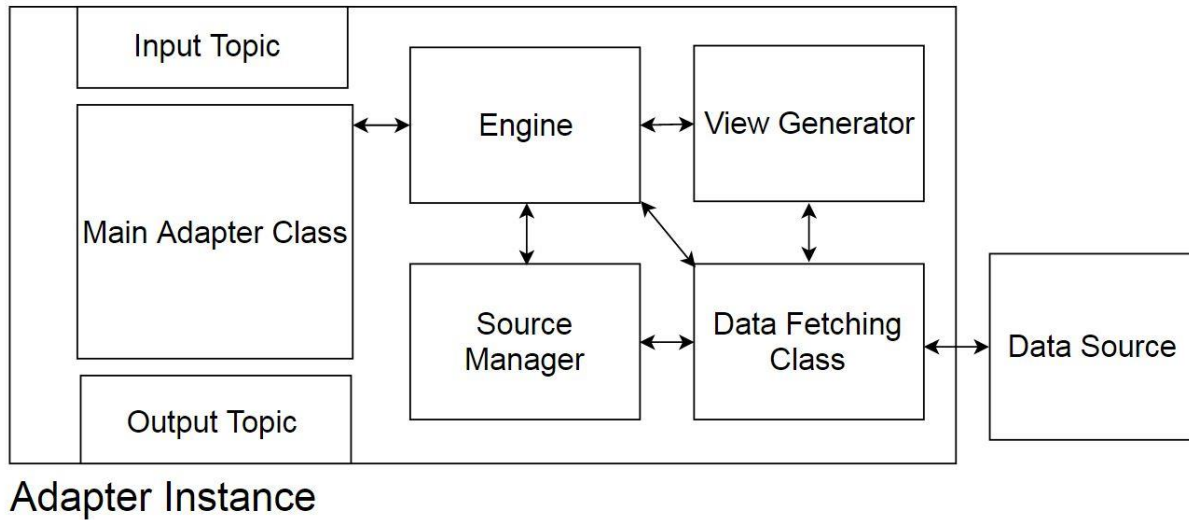 Input Topic
Engine
View Generator
Main Adapter Class
Source
Manager
Data Fetching
Class
Data Source
Output Topic
Adapter Instance